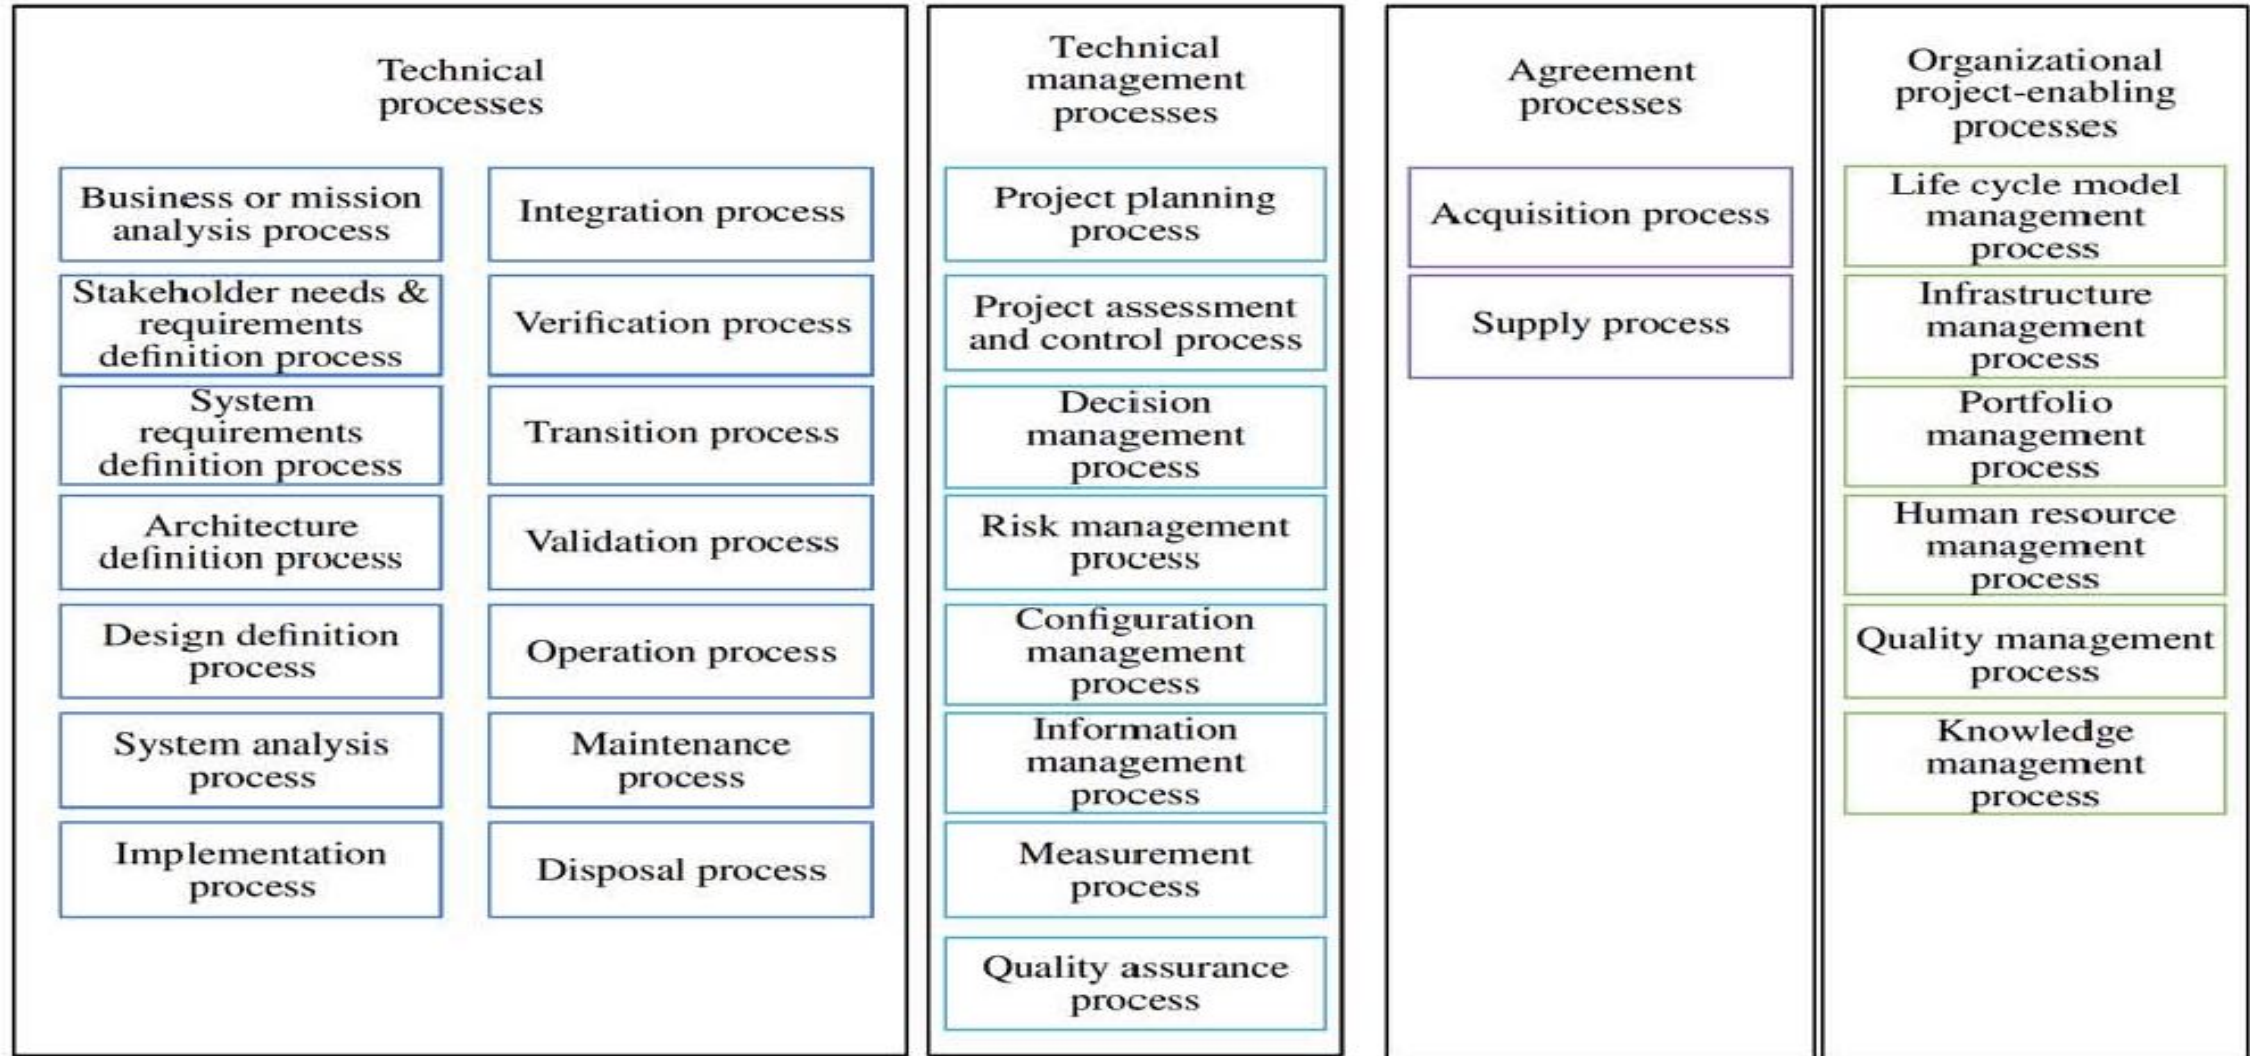 Technical
processes
Business or mission
analysis process
Stakeholder needs &
requirements
definition process
System
requirements
definition process
Architecture
definition process
Design definition
process
System analysis
process
Implementation
process
Integration process
Verification process
Transition process
Validation process
Operation process
Maintenance
process
Disposal process
Technical
management
processes
Project planning
process
Project assessment
and control process
Decision
management
process
Risk management
process
Configuration
management
process
Information
management
process
Measurement
process
Quality assurance
process
Agreement
processes
Acquisition process
Supply process
Organizational
project-enabling
processes
Life cycle model
management
process
Infrastructure
management
process
Portfolio
management
process
Human resource
management
process
Quality management
process
Knowledge
management
process